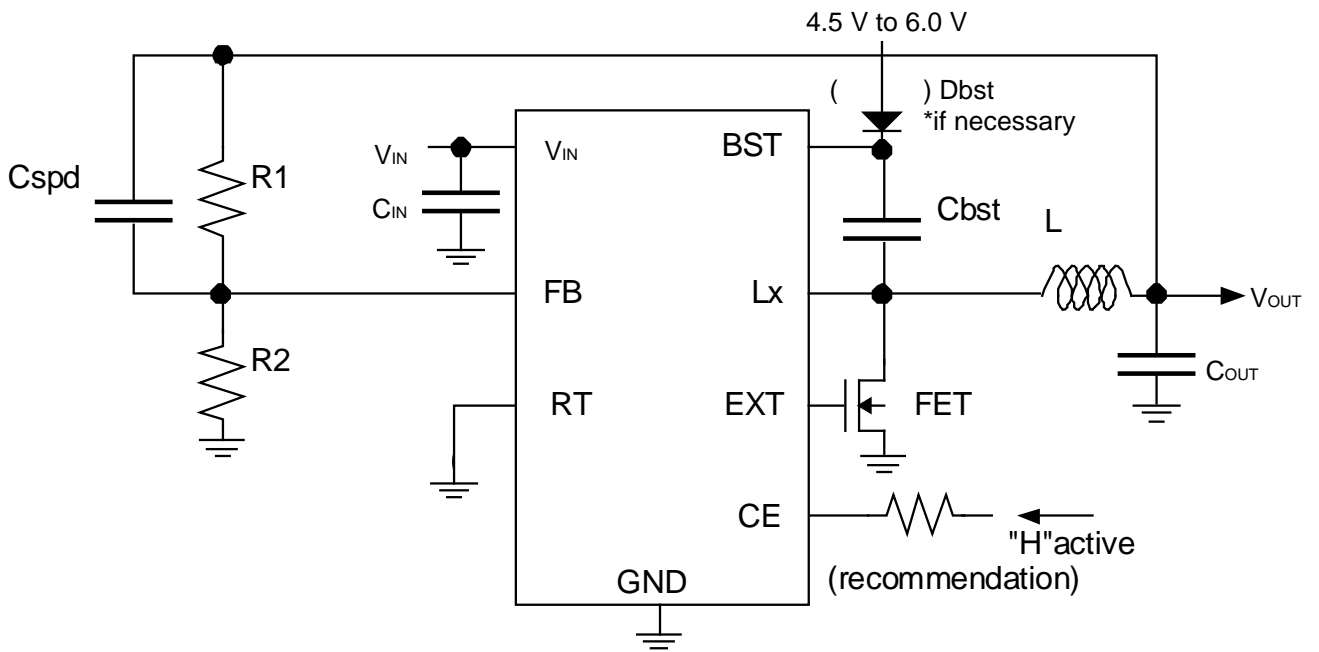 4.5 V to 6.0 V
( ) Dbst
*if necessary
VIN
VIN
BST
Cspd
R1
CIN
Cbst
L
FB
Lx
VOUT
R2
COUT
RT
EXT
FET
CE
"H"active
(recommendation)
GND